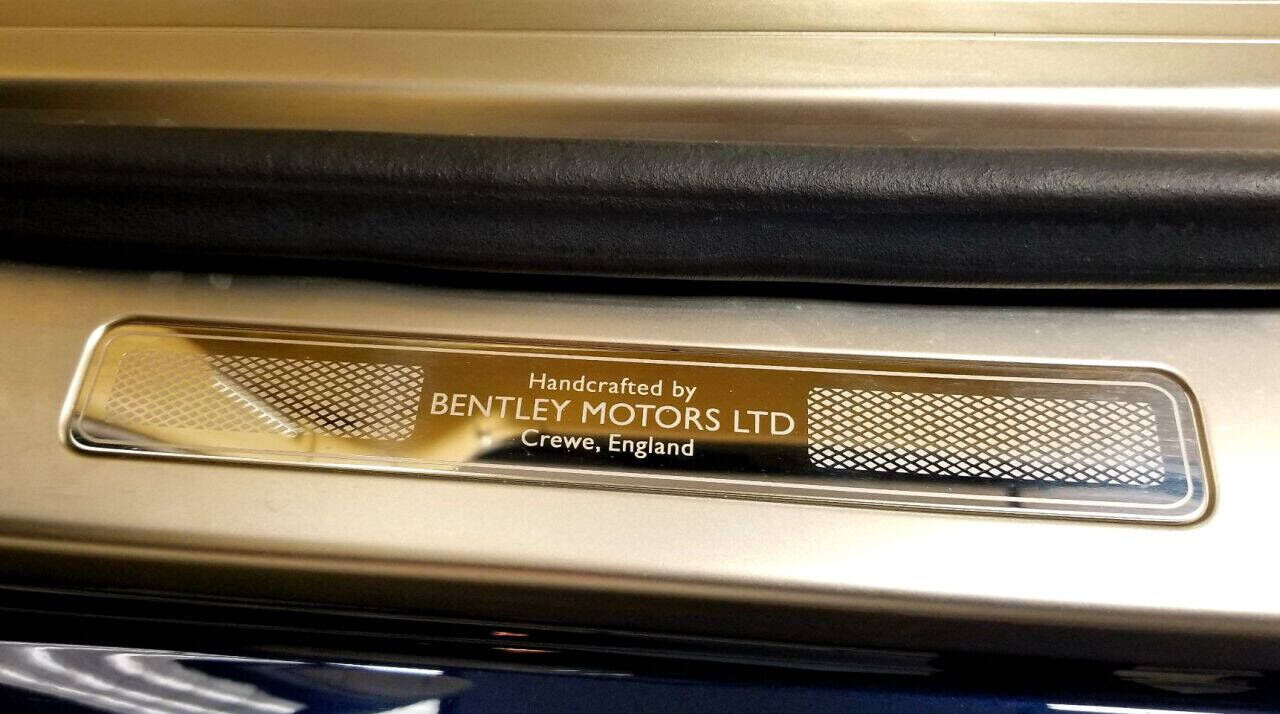 Handcrafted by
BENTLEY MOTORS LTD
Crewe, England